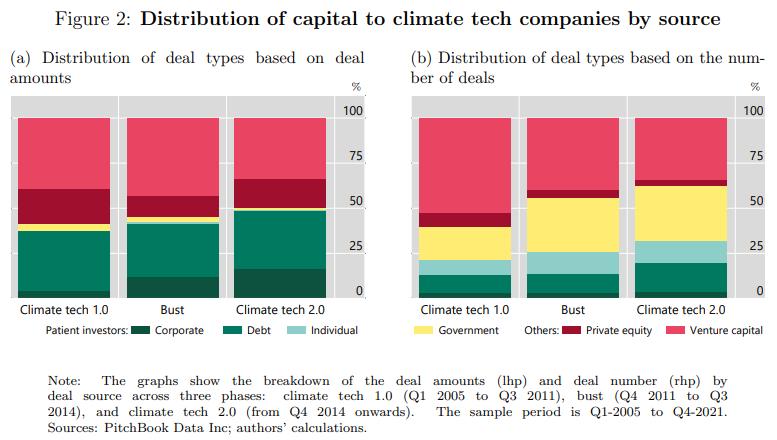 Figure 2: Distribution of capital to climate tech companies by source
(a) Distribution of deal types based on deal
amounts
(b) Distribution of deal types based on the num-
ber of deals
%
100
75
50
25
0
Climate tech 1.0 Bust Climate tech 2.0
%
100
75
50
25
0
Climate tech 1.0 Bust Climate tech 2.0
Patient investors: Corporate Debt Individual Government Others: Private equity Venture capital
Note: The graphs show the breakdown of the deal amounts (lhp) and deal number (rhp) by
deal source across three phases: climate tech 1.0 (Q1 2005 to Q3 2011), bust (Q4 2011 to Q3
2014), and climate tech 2.0 (from Q4 2014 onwards). The sample period is Q1-2005 to Q4-2021.
Sources: PitchBook Data Inc; authors' calculations.